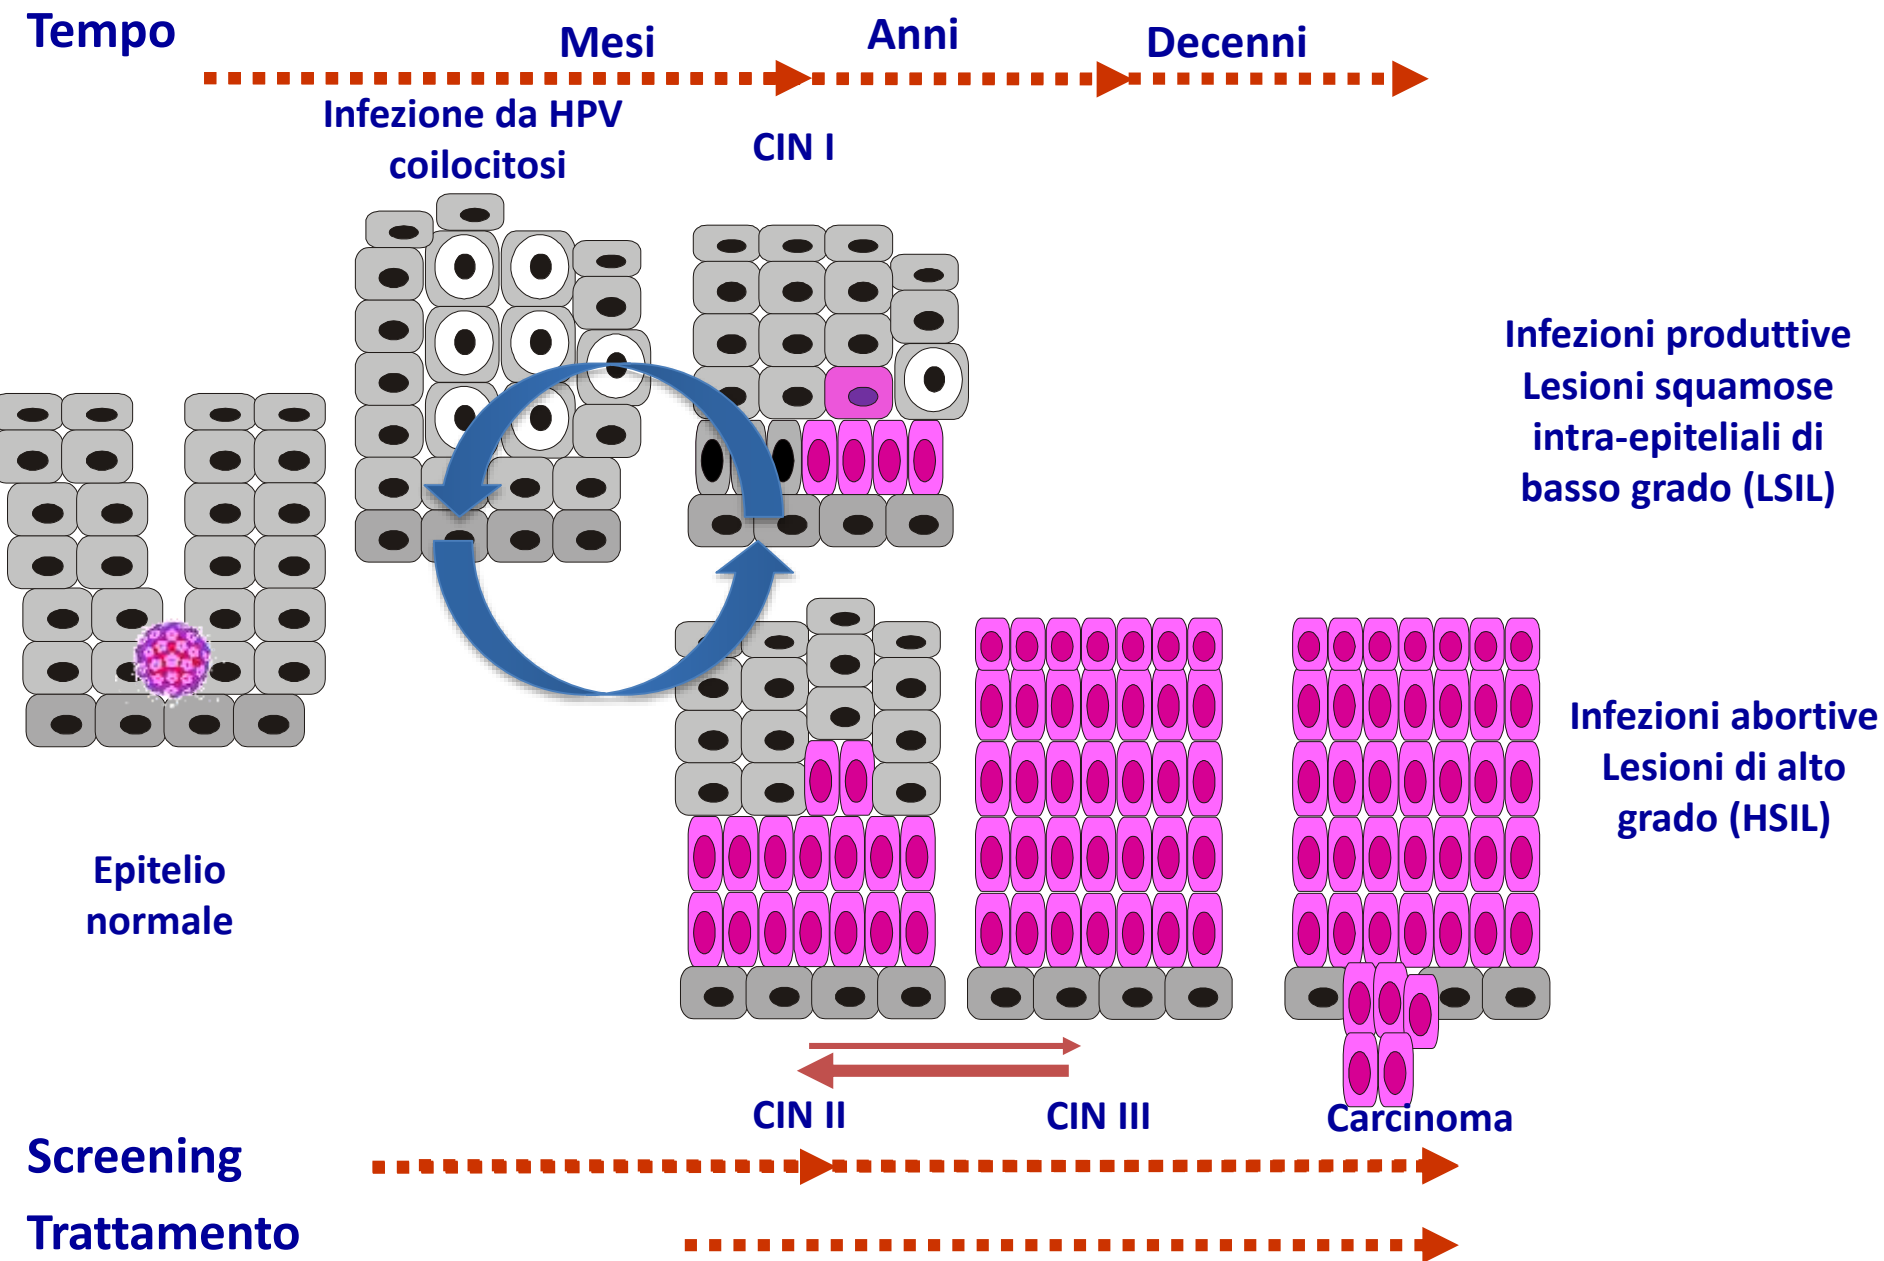 Tempo
Mesi
Anni
Decenni
Infezione da HPV
coilocitosi
CIN I
Infezioni produttive
Lesioni squamose
intra-epiteliali di
basso grado (LSIL)
Infezioni abortive
Lesioni di alto
grado (HSIL)
Epitelio
normale
CIN II
CIN III
Carcinoma
Screening
Trattamento